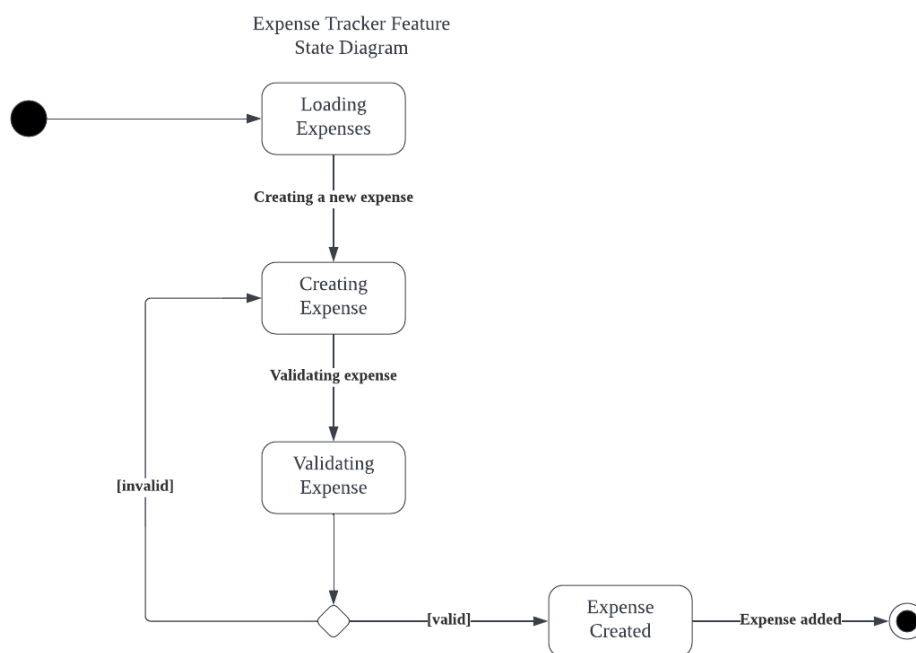 Expense Tracker Feature
State Diagram
Loading
Expenses
Creating a new expense
Creating
Expense
Validating expense
Validating
Expense
[invalid]
[valid]
Expense
Created
Expense added